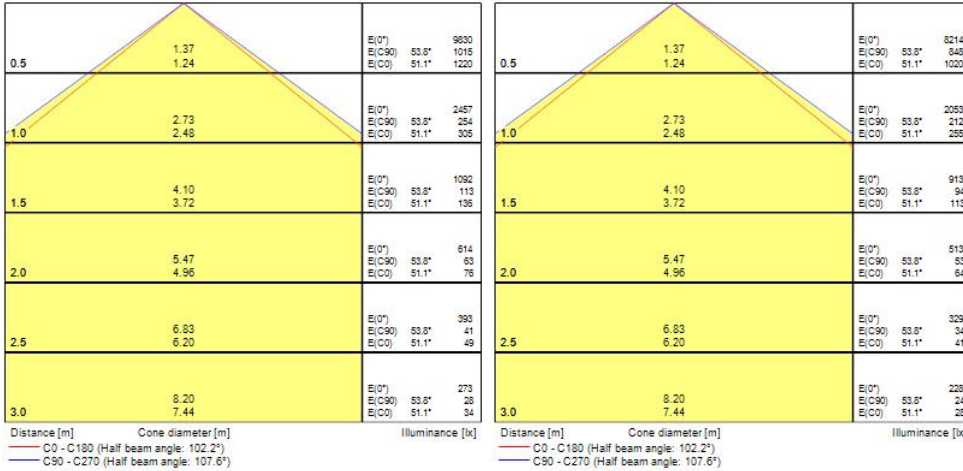 E(0°) 9830
1.37 E(C90) 53.8° 1015
0.5 1.24 E(C0) 51.1° 1220
E(0°) 2457
2.73 E(C90) 53.8° 254
1.0 2.48 E(C0) 51.1° 305
E(0°) 1092
4.10 E(C90) 53.8° 113
1.5 3.72 E(C0) 51.1° 136
E(0°) 614
5.47 E(C90) 53.8° 63
2.0 4.96 E(C0) 51.1° 76
E(0°) 393
6.83 E(C90) 53.8° 41
2.5 6.20 E(C0) 51.1° 49
E(0°) 273
8.20 E(C90) 53.8° 28
3.0 7.44 E(C0) 51.1° 34
Distance [m] Cone diameter [m] Illuminance [lx]
C0 - C180 (Half beam angle: 102.2°)
C90 - C270 (Half beam angle: 107.6°)
E(0°) 8214
1.37 E(C90) 53.8° 848
0.5 1.24 E(C0) 51.1° 1020
E(0°) 2053
2.73 E(C90) 53.8° 212
1.0 2.48 E(C0) 51.1° 255
E(0°) 913
4.10 E(C90) 53.8° 94
1.5 3.72 E(C0) 51.1° 113
E(0°) 513
5.47 E(C90) 53.8° 53
2.0 4.96 E(C0) 51.1° 64
E(0°) 329
6.83 E(C90) 53.8° 34
2.5 6.20 E(C0) 51.1° 41
E(0°) 228
8.20 E(C90) 53.8° 24
3.0 7.44 E(C0) 51.1° 28
Distance [m] Cone diameter [m] Illuminance [lx
C0 - C180 (Half beam angle: 102.2°)
C90 - C270 (Half beam angle: 107.6°)